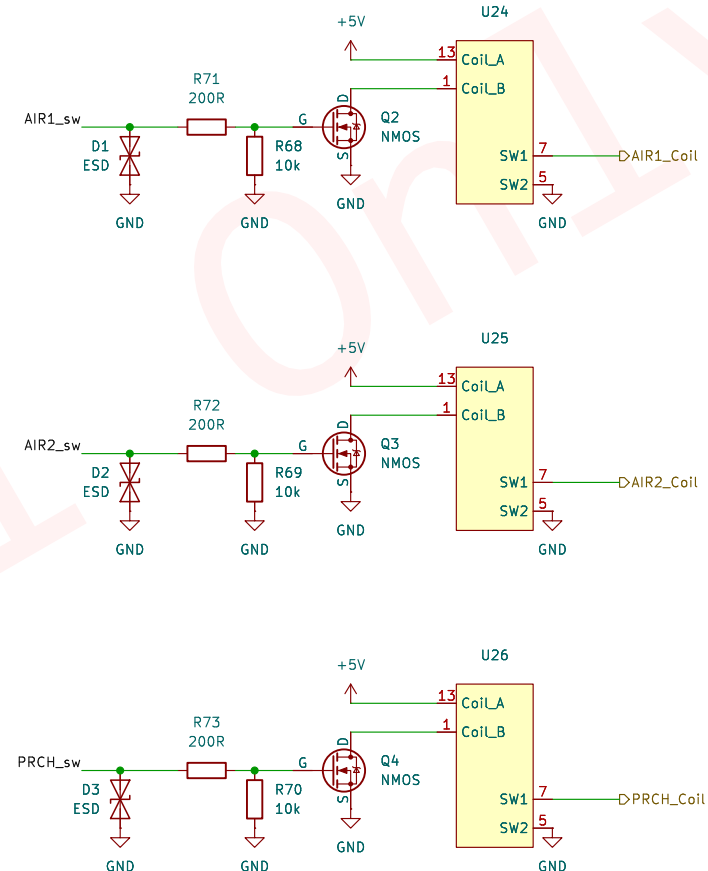 U24
+5V
13 Coil_A
1 Coil_B
R71
200R
AIR1_sw
G
D
S
Q2
NMOS
D1
ESD
R68
10k
SW1 7 AIR1_Coil
SW2 5
GND
GND
GND
GND
U25
+5V
13 Coil_A
1 Coil_B
R72
200R
AIR2_sw
G
D
S
Q3
NMOS
D2
ESD
R69
10k
SW1 7 AIR2_Coil
SW2 5
GND
GND
GND
GND
U26
+5V
13 Coil_A
1 Coil_B
R73
200R
PRCH_sw
G
D
S
Q4
NMOS
D3
ESD
R70
10k
SW1 7 PRCH_Coil
SW2 5
GND
GND
GND
GND